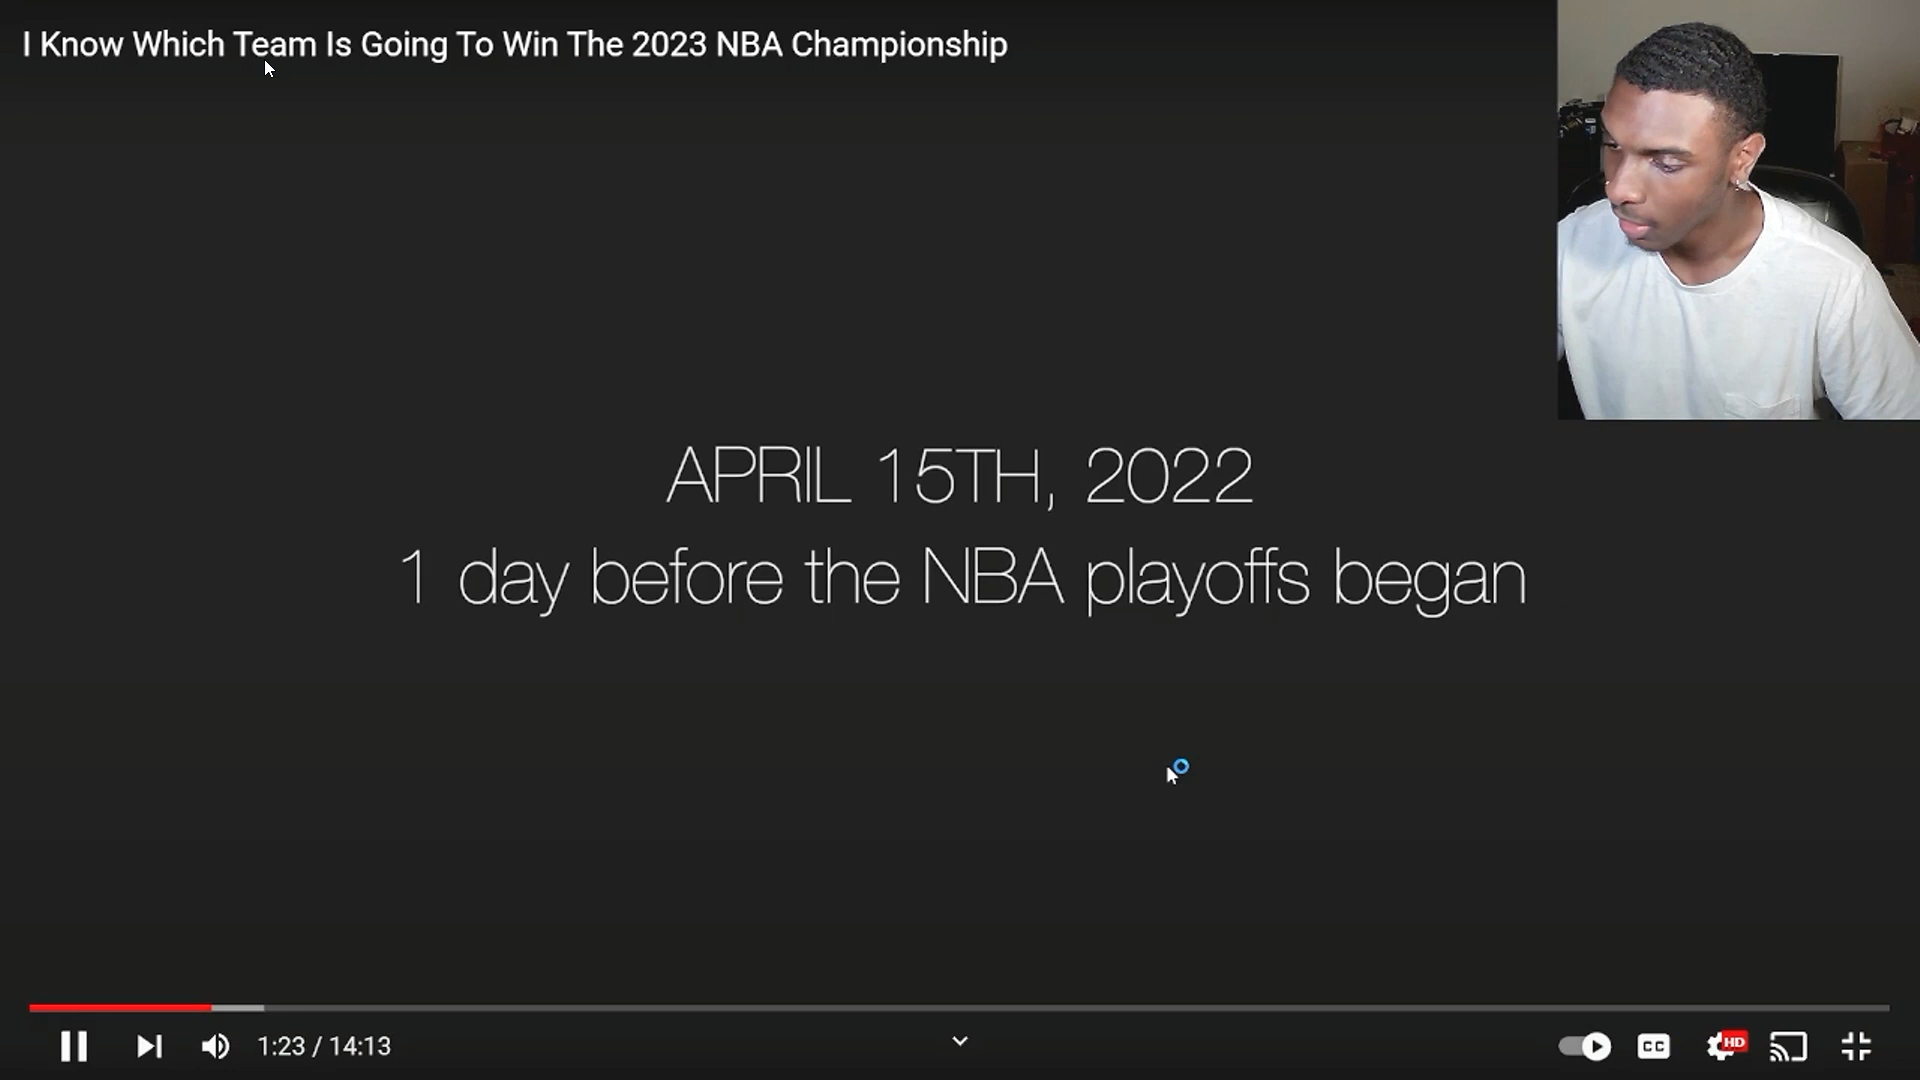 I Know Which Team Is Going To Win The 2023 NBA Championship
APRIL 15TH, 2022
1 day before the NBA playoffs began
1:23 / 14:13
CC
HD